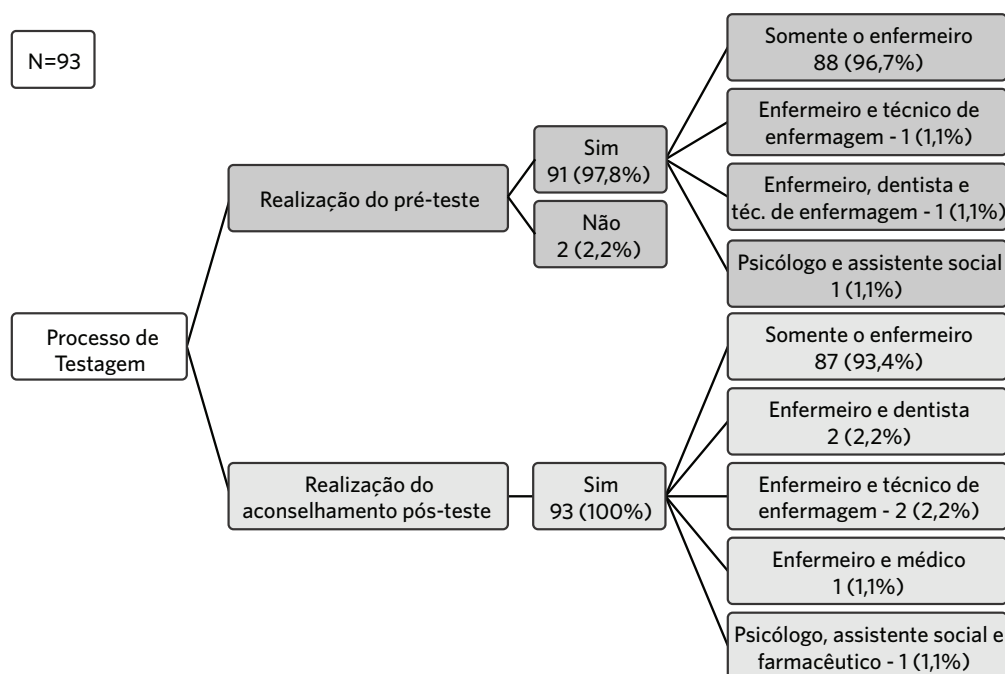 N=93
Processo de
Testagem
Realização do pré-teste
Sim
91 (97,8%)
Não
2 (2,2%)
Somente o enfermeiro
88 (96,7%)
Enfermeiro e técnico de
enfermagem - 1 (1,1%)
Enfermeiro, dentista e
téc. de enfermagem - 1 (1,1%)
Psicólogo e assistente social
1 (1,1%)
Realização do
aconselhamento pós-teste
Sim
93 (100%)
Somente o enfermeiro
87 (93,4%)
Enfermeiro e dentista
2 (2,2%)
Enfermeiro e técnico de
enfermagem - 2 (2,2%)
Enfermeiro e médico
1 (1,1%)
Psicólogo, assistente social e
farmacêutico - 1 (1,1%)